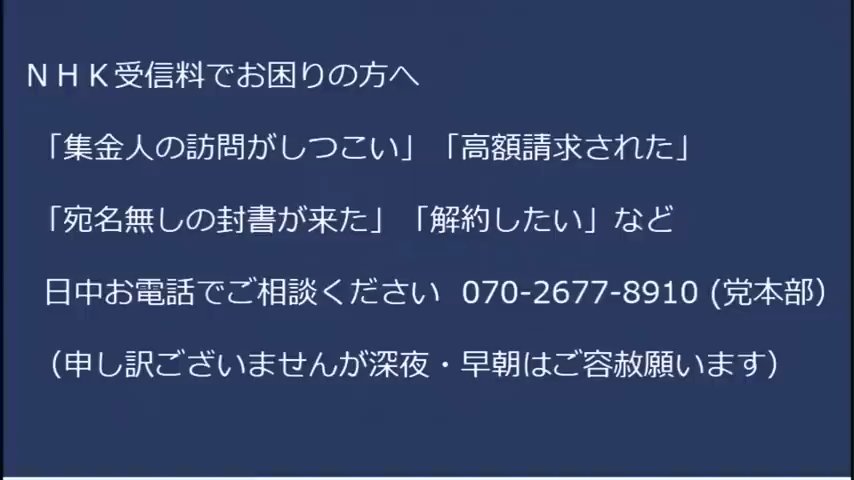 ＮＨＫ受信料でお困りの方へ
「集金人の訪問がしつこい」「高額請求された」
「宛名無しの封書が来た」「解約したい」など
日中お電話でご相談ください 070-2677-8910 (党本部）
（申し訳ございませんが深夜・早朝はご容赦願います）